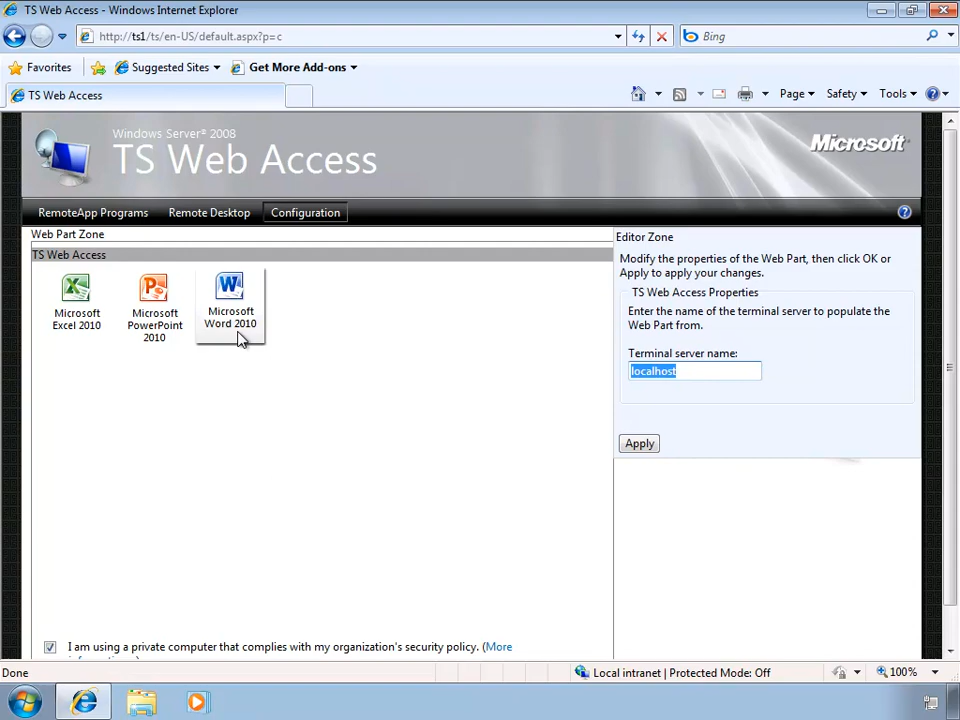 TS Web Access - Windows Internet Explorer
http://ts1/ts/en-US/default.aspx?p=c
Bing
Favorites
Suggested Sites
Get More Add-ons
TS Web Access
Page
Safety
Tools
Windows Server® 2008
TS Web Access
Microsoft
RemoteApp Programs
Remote Desktop
Configuration
Web Part Zone
TS Web Access
Microsoft
Excel 2010
Microsoft
PowerPoint
2010
Microsoft
Word 2010
Editor Zone
Modify the properties of the Web Part, then click OK or
Apply to apply your changes.
TS Web Access Properties
Enter the name of the terminal server to populate the
Web Part from.
Terminal server name:
localhost
Apply
I am using a private computer that complies with my organization's security policy. (More
Done
Local intranet | Protected Mode: Off
100%